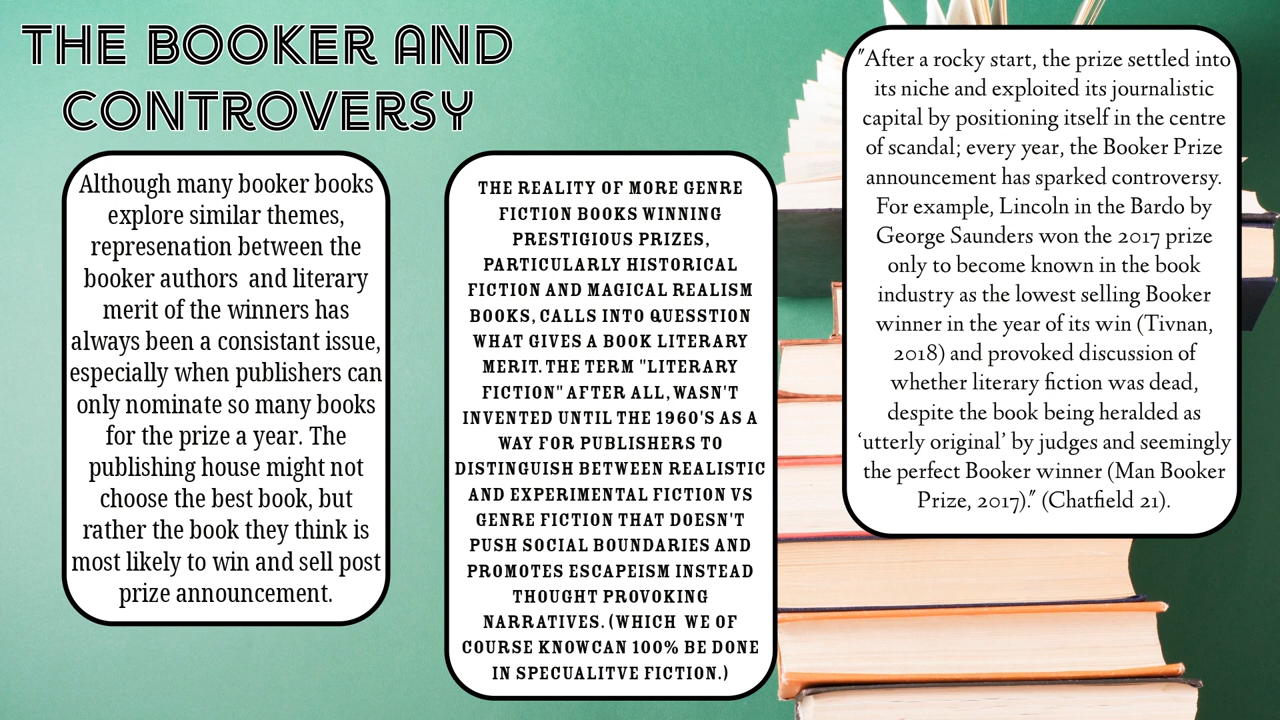 THE BOOKER AND
CONTROVERSY
Although many booker books
explore similar themes,
represenation between the
booker authors and literary
merit of the winners has
always been a consistant issue,
especially when publishers can
only nominate so many books
for the prize a year. The
publishing house might not
choose the best book, but
rather the book they think is
most likely to win and sell post
prize announcement.
THE REALITY OF MORE GENRE
FICTION BOOKS WINNING
PRESTIGIOUS PRIZES,
PARTICULARLY HISTORICAL
FICTION AND MAGICAL REALISM
BOOKS, CALLS INTO QUESSTION
WHAT GIVES A BOOK LITERARY
MERIT. THE TERM "LITERARY
FICTION" AFTER ALL, WASN'T
INVENTED UNTIL THE 1960'S AS A
WAY FOR PUBLISHERS TO
DISTINGUISH BETWEEN REALISTIC
AND EXPERIMENTAL FICTION VS
GENRE FICTION THAT DOESN'T
PUSH SOCIAL BOUNDARIES AND
PROMOTES ESCAPEISM INSTEAD
THOUGHT PROVOKING
NARRATIVES. (WHICH WE OF
COURSE KNOWCAN 100% BE DONE
IN SPECUALITVE FICTION.)
"After a rocky start, the prize settled into
its niche and exploited its journalistic
capital by positioning itself in the centre
of scandal; every year, the Booker Prize
announcement has sparked controversy.
For example, Lincoln in the Bardo by
George Saunders won the 2017 prize
only to become known in the book
industry as the lowest selling Booker
winner in the year of its win (Tivnan,
2018) and provoked discussion of
whether literary fiction was dead,
despite the book being heralded as
‘utterly original’ by judges and seemingly
the perfect Booker winner (Man Booker
Prize, 2017)." (Chatfield 21).